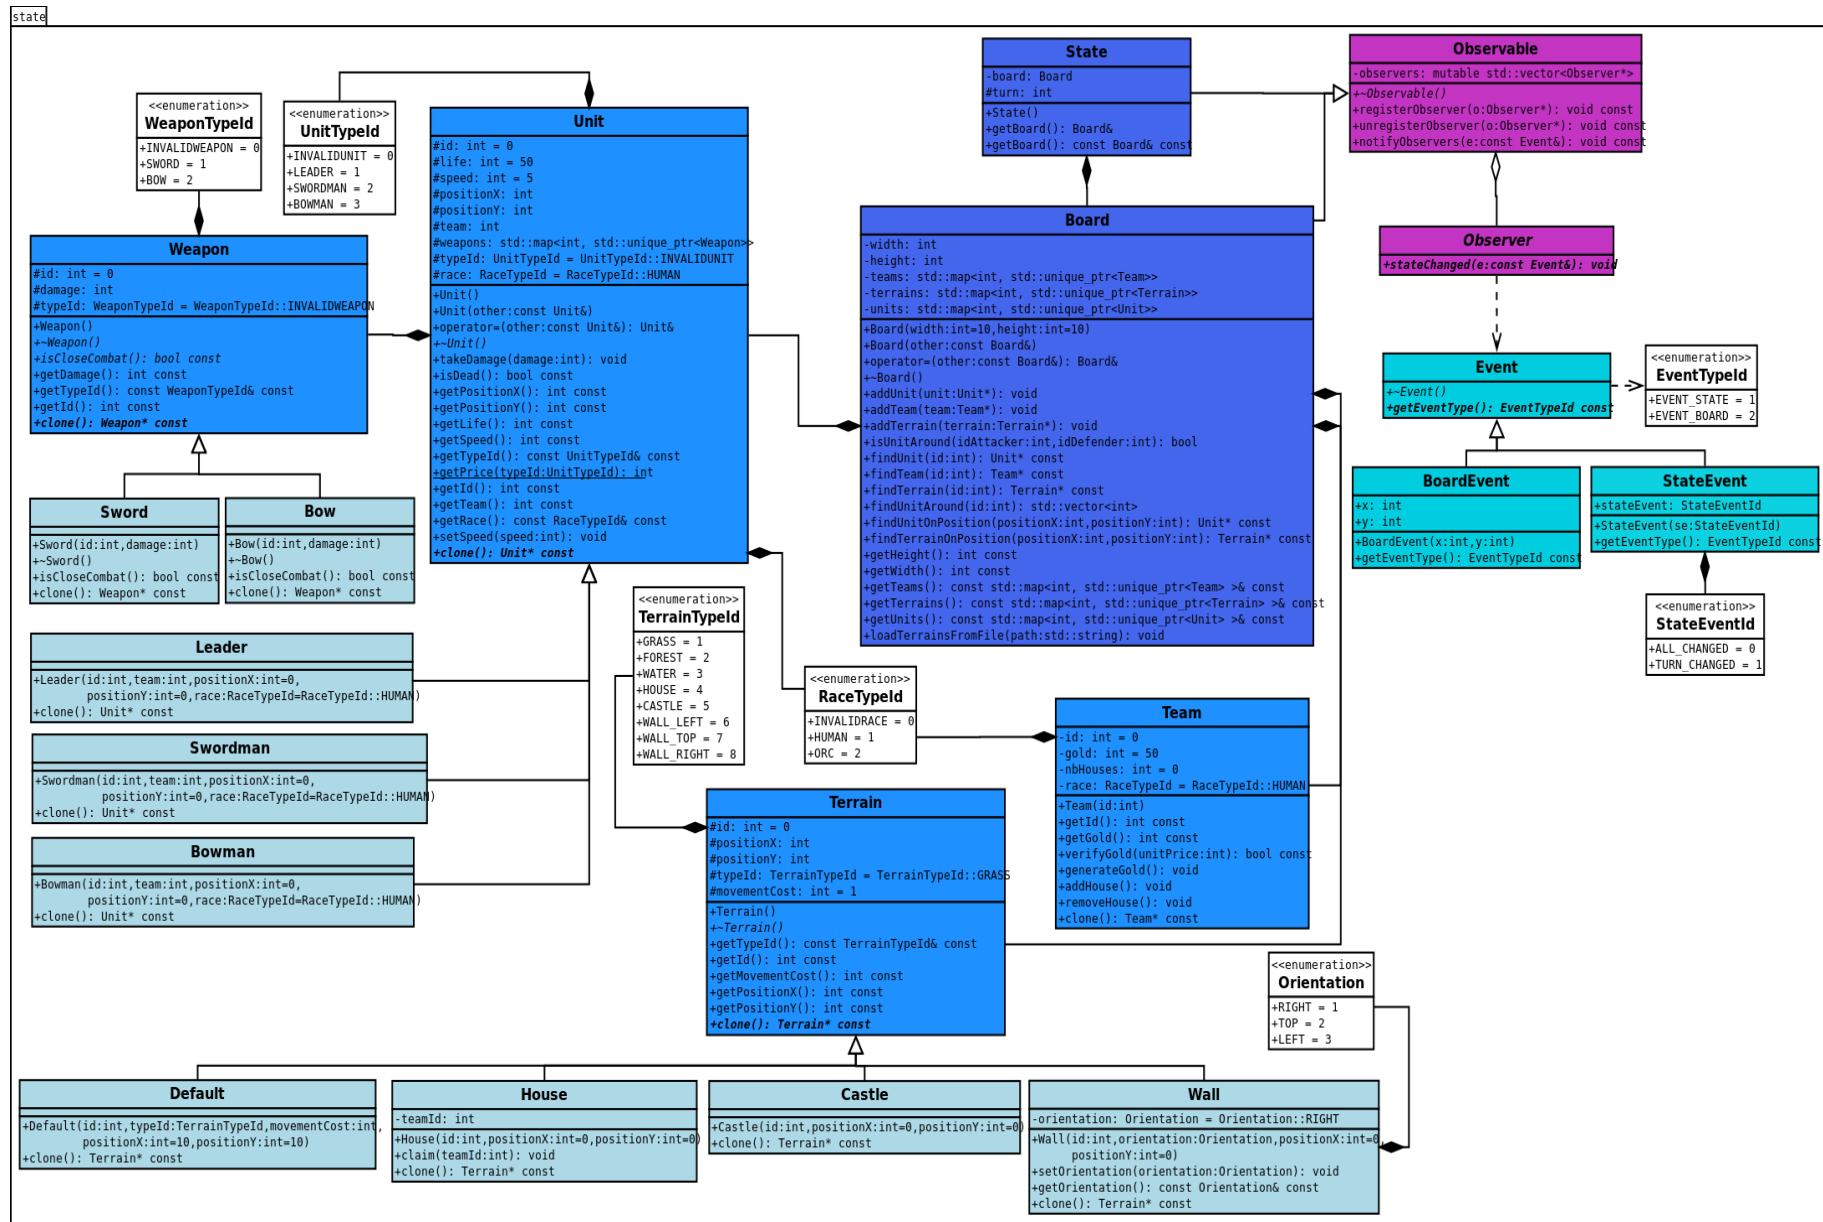 state
<<enumeration>>
WeaponTypeId
+INVALIDWEAPON = 0
+SWORD = 1
+BOW = 2
<<enumeration>>
UnitTypeId
+INVALIDUNIT = 0
+LEADER = 1
+SWORDMAN = 2
+BOWMAN = 3
Unit
#id: int = 0
#life: int = 50
#speed: int = 5
#positionX: int
#positionY: int
#team: int
#weapons: std::map<int, std::unique_ptr<Weapon>>
#typeId: UnitTypeId = UnitTypeId::INVALIDUNIT
#race: RaceTypeId = RaceTypeId::HUMAN
+Unit()
+Unit(other:const Unit&)
+operator=(other:const Unit&): Unit&
+~Unit()
+takeDamage(damage:int): void
+isDead(): bool const
+getPositionX(): int const
+getPositionY(): int const
+getLife(): int const
+getSpeed(): int const
+getTypeId(): const UnitTypeId& const
+getPrice(typeId:UnitTypeId): int
+getId(): int const
+getTeam(): int const
+getRace(): const RaceTypeId& const
+setSpeed(speed:int): void
+clone(): Unit* const
State
-board: Board
#turn: int
+State()
+getBoard(): Board&
+getBoard(): const Board& const
Observable
-observers: mutable std::vector<Observer*>
+~Observable()
+registerObserver(o:Observer*): void const
+unregisterObserver(o:Observer*): void const
+notifyObservers(e:const Event&): void const
Weapon
#id: int = 0
#damage: int
#typeId: WeaponTypeId = WeaponTypeId::INVALIDWEAPON
+Weapon()
+~Weapon()
+isCloseCombat(): bool const
+getDamage(): int const
+getTypeId(): const WeaponTypeId& const
+getId(): int const
+clone(): Weapon* const
Board
-width: int
-height: int
-teams: std::map<int, std::unique_ptr<Team>>
-terrains: std::map<int, std::unique_ptr<Terrain>>
-units: std::map<int, std::unique_ptr<Unit>>
+Board(width:int=10,height:int=10)
+Board(other:const Board&)
+operator=(other:const Board&): Board&
+~Board()
+addUnit(unit:Unit*): void
+addTeam(team:Team*): void
+addTerrain(terrain:Terrain*): void
+isUnitAround(idAttacker:int,idDefender:int): bool
+findUnit(id:int): Unit* const
+findTeam(id:int): Team* const
+findTerrain(id:int): Terrain* const
+findUnitAround(id:int): std::vector<int>
+findUnitOnPosition(positionX:int,positionY:int): Unit* const
+findTerrainOnPosition(positionX:int,positionY:int): Terrain* const
+getHeight(): int const
+getWidth(): int const
+getTeams(): const std::map<int, std::unique_ptr<Team> >& const
+getTerrains(): const std::map<int, std::unique_ptr<Terrain> >& const
+getUnits(): const std::map<int, std::unique_ptr<Unit> >& const
+loadTerrainsFromFile(path:std::string): void
Observer
+stateChanged(e:const Event&): void
Event
+~Event()
+getEventType(): EventTypeId const
<<enumeration>>
EventTypeId
+EVENT_STATE = 1
+EVENT_BOARD = 2
BoardEvent
+x: int
+y: int
+BoardEvent(x:int,y:int)
+getEventType(): EventTypeId const
StateEvent
+stateEvent: StateEventId
+StateEvent(se:StateEventId)
+getEventType(): EventTypeId const
<<enumeration>>
StateEventId
+ALL_CHANGED = 0
+TURN_CHANGED = 1
Sword
+Sword(id:int,damage:int)
+~Sword()
+isCloseCombat(): bool const
+clone(): Weapon* const
Bow
+Bow(id:int,damage:int)
+~Bow()
+isCloseCombat(): bool const
+clone(): Weapon* const
Leader
+Leader(id:int,team:int,positionX:int=0,
positionY:int=0,race:RaceTypeId=RaceTypeId::HUMAN)
+clone(): Unit* const
Swordman
+Swordman(id:int,team:int,positionX:int=0,
positionY:int=0,race:RaceTypeId=RaceTypeId::HUMAN)
+clone(): Unit* const
Bowman
+Bowman(id:int,team:int,positionX:int=0,
positionY:int=0,race:RaceTypeId=RaceTypeId::HUMAN)
+clone(): Unit* const
<<enumeration>>
TerrainTypeId
+GRASS = 1
+FOREST = 2
+WATER = 3
+HOUSE = 4
+CASTLE = 5
+WALL_LEFT = 6
+WALL_TOP = 7
+WALL_RIGHT = 8
<<enumeration>>
RaceTypeId
+INVALIDRACE = 0
+HUMAN = 1
+ORC = 2
Team
-id: int = 0
-gold: int = 50
-nbHouses: int = 0
-race: RaceTypeId = RaceTypeId::HUMAN
+Team(id:int)
+getId(): int const
+getGold(): int const
+verifyGold(unitPrice:int): bool const
+generateGold(): void
+addHouse(): void
+removeHouse(): void
+clone(): Team* const
Terrain
#id: int = 0
#positionX: int
#positionY: int
#typeId: TerrainTypeId = TerrainTypeId::GRASS
#movementCost: int = 1
+Terrain()
+~Terrain()
+getTypeId(): const TerrainTypeId& const
+getId(): int const
+getMovementCost(): int const
+getPositionX(): int const
+getPositionY(): int const
+clone(): Terrain* const
<<enumeration>>
Orientation
+RIGHT = 1
+TOP = 2
+LEFT = 3
Default
+Default(id:int,typeId:TerrainTypeId,movementCost:int,
positionX:int=10,positionY:int=10)
+clone(): Terrain* const
House
-teamId: int
+House(id:int,positionX:int=0,positionY:int=0)
+claim(teamId:int): void
+clone(): Terrain* const
Castle
+Castle(id:int,positionX:int=0,positionY:int=0)
+clone(): Terrain* const
Wall
-orientation: Orientation = Orientation::RIGHT
+Wall(id:int,orientation:Orientation,positionX:int=0,
positionY:int=0)
+setOrientation(orientation:Orientation): void
+getOrientation(): const Orientation& const
+clone(): Terrain* const